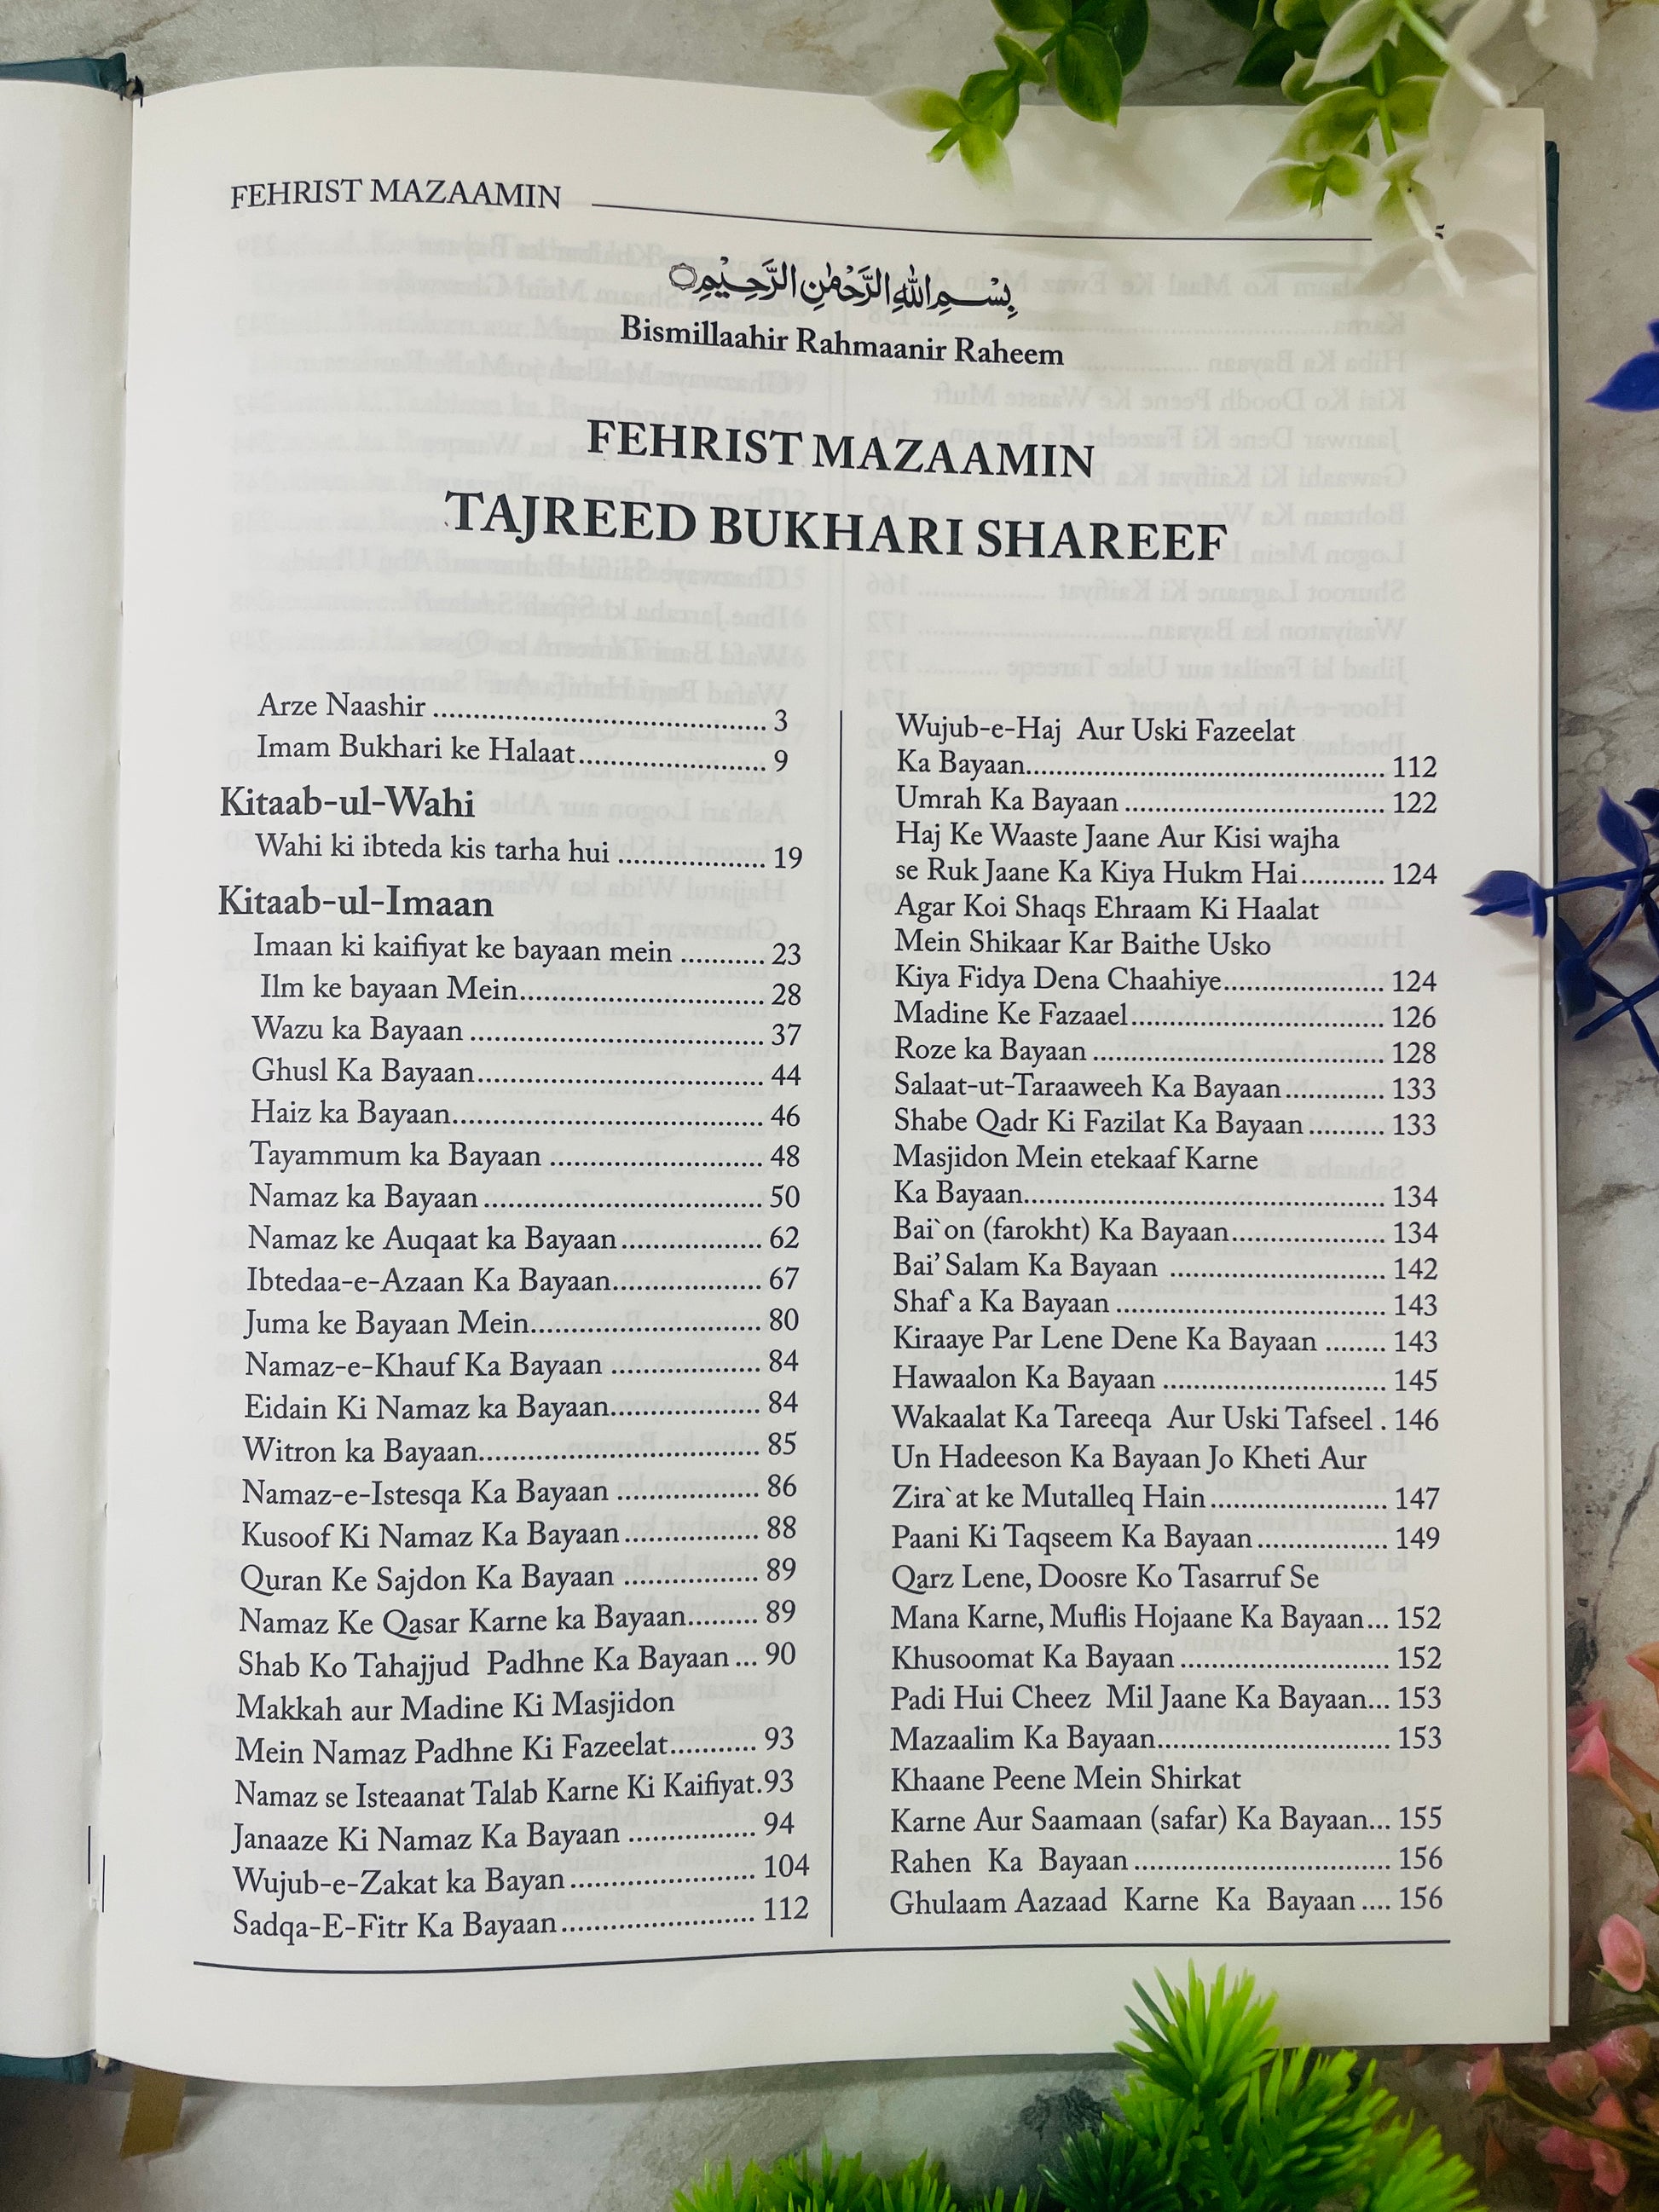 FEHRIST MAZAAMIN
بِسْمِ اللهِ الرَّحْمٰنِ الرَّحِيْمِ
Bismillaahir Rahmaanir Raheem
FEHRIST MAZAAMIN
TAJREED BUKHARI SHAREEF
Arze Naashir ........................................ 3
Imam Bukhari ke Halaat....................... 9
Kitaab-ul-Wahi
Wahi ki ibteda kis tarha hui .................. 19
Kitaab-ul-Imaan
Imaan ki kaifiyat ke bayaan mein .......... 23
Ilm ke bayaan Mein............................. 28
Wazu ka Bayaan ................................... 37
Ghusl Ka Bayaan.................................. 44
Haiz ka Bayaan..................................... 46
Tayammum ka Bayaan ......................... 48
Namaz ka Bayaan ................................. 50
Namaz ke Auqaat ka Bayaan................. 62
Ibtedaa-e-Azaan Ka Bayaan.................. 67
Juma ke Bayaan Mein............................ 80
Namaz-e-Khauf Ka Bayaan .................. 84
Eidain Ki Namaz ka Bayaan.................. 84
Witron ka Bayaan.................................. 85
Namaz-e-Istesqa Ka Bayaan ................. 86
Kusoof Ki Namaz Ka Bayaan ................ 88
Quran Ke Sajdon Ka Bayaan ................ 89
Namaz Ke Qasar Karne ka Bayaan......... 89
Shab Ko Tahajjud Padhne Ka Bayaan ... 90
Makkah aur Madine Ki Masjidon
Mein Namaz Padhne Ki Fazeelat........... 93
Namaz se Isteaanat Talab Karne Ki Kaifiyat.93
Janaaze Ki Namaz Ka Bayaan ............... 94
Wujub-e-Zakat ka Bayan...................... 104
Sadqa-E-Fitr Ka Bayaan....................... 112
Wujub-e-Haj Aur Uski Fazeelat
Ka Bayaan............................................ 112
Umrah Ka Bayaan ................................ 122
Haj Ke Waaste Jaane Aur Kisi wajha
se Ruk Jaane Ka Kiya Hukm Hai.......... 124
Agar Koi Shaqs Ehraam Ki Haalat
Mein Shikaar Kar Baithe Usko
Kiya Fidya Dena Chaahiye.................... 124
Madine Ke Fazaael................................ 126
Roze ka Bayaan .................................... 128
Salaat-ut-Taraaweeh Ka Bayaan............ 133
Shabe Qadr Ki Fazilat Ka Bayaan ......... 133
Masjidon Mein etekaaf Karne
Ka Bayaan............................................ 134
Bai`on (farokht) Ka Bayaan................... 134
Bai' Salam Ka Bayaan .......................... 142
Shaf`a Ka Bayaan ................................. 143
Kiraaye Par Lene Dene Ka Bayaan ....... 143
Hawaalon Ka Bayaan ........................... 145
Wakaalat Ka Tareeqa Aur Uski Tafseel . 146
Un Hadeeson Ka Bayaan Jo Kheti Aur
Zira`at ke Mutalleq Hain...................... 147
Paani Ki Taqseem Ka Bayaan................ 149
Qarz Lene, Doosre Ko Tasarruf Se
Mana Karne, Muflis Hojaane Ka Bayaan... 152
Khusoomat Ka Bayaan ......................... 152
Padi Hui Cheez Mil Jaane Ka Bayaan... 153
Mazaalim Ka Bayaan............................ 153
Khaane Peene Mein Shirkat
Karne Aur Saamaan (safar) Ka Bayaan... 155
Rahen Ka Bayaan ................................ 156
Ghulaam Aazaad Karne Ka Bayaan .... 156